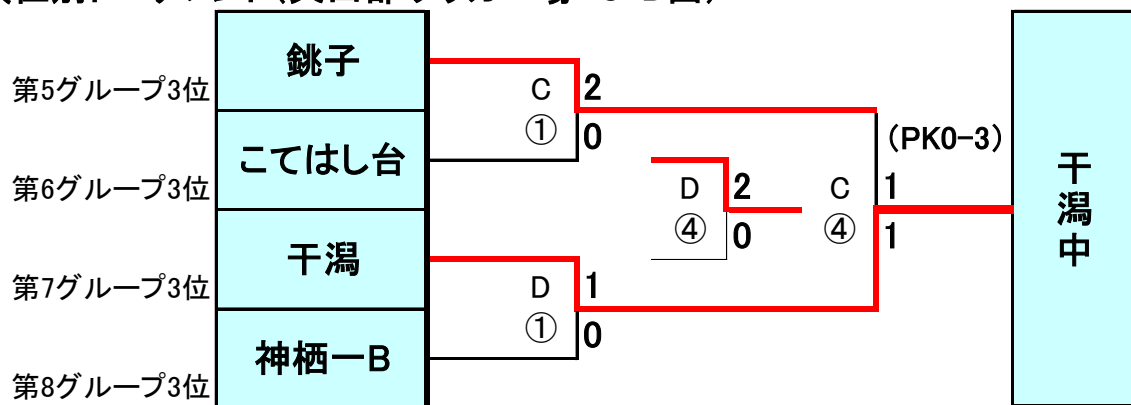 第5グループ3位
銚子
C
①
2
0
第6グループ3位
こてはし台
(PK0-3)
D
④
2
0
C
④
1
1
干潟中
第7グループ3位
干潟
D
①
1
0
第8グループ3位
神栖一B